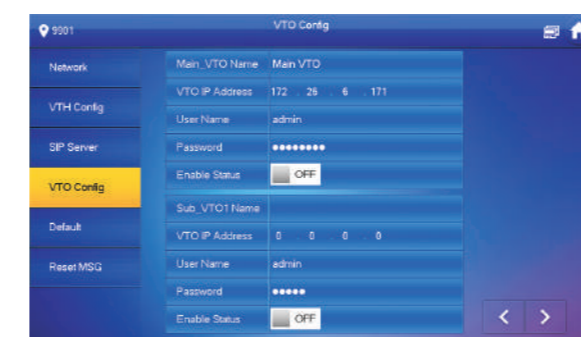 9901
VTO Config
Network
VTH Config
SIP Server
VTO Config
Default
Reset MSG
Main_VTO Name Main VTO
VTO IP Address 172 . 26 . 6 . 171
User Name admin
Password ••••••••
Enable Status OFF
Sub_VTO1 Name
VTO IP Address 0 . 0 . 0 . 0
User Name admin
Password •••••
Enable Status OFF